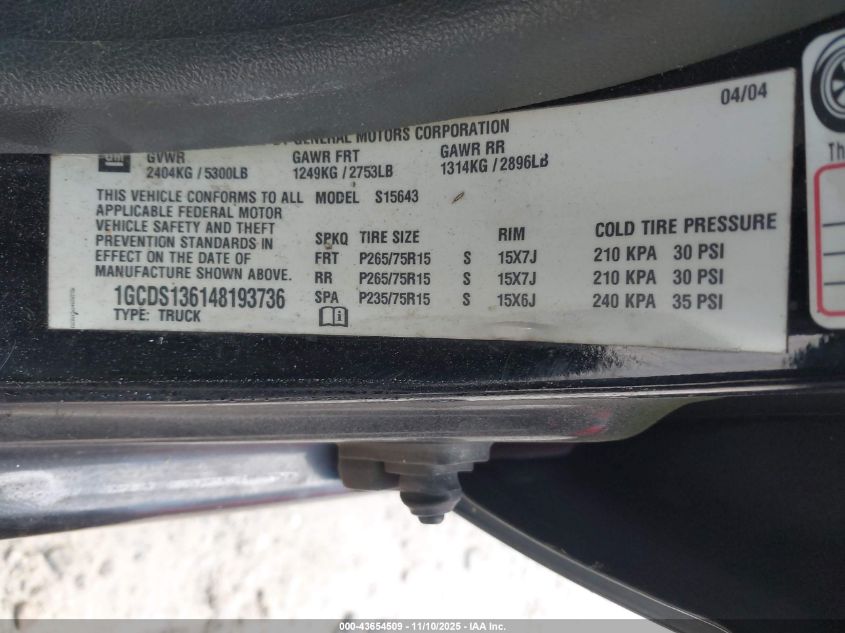 04/04
GENERAL MOTORS CORPORATION
GM GVWR GAWR FRT GAWR RR
2404KG / 5300LB 1249KG / 2753LB 1314KG / 2896LB
THIS VEHICLE CONFORMS TO ALL
APPLICABLE FEDERAL MOTOR
VEHICLE SAFETY AND THEFT
PREVENTION STANDARDS IN
EFFECT ON THE DATE OF
MANUFACTURE SHOWN ABOVE.
1GCDS136148193736
TYPE: TRUCK
MODEL S15643
SPKQ TIRE SIZE RIM COLD TIRE PRESSURE
FRT P265/75R15 S 15X7J 210 KPA 30 PSI
RR P265/75R15 S 15X7J 210 KPA 30 PSI
SPA P235/75R15 S 15X6J 240 KPA 35 PSI
i
Th
000-43654509 — 11/10/2025 — IAA Inc.